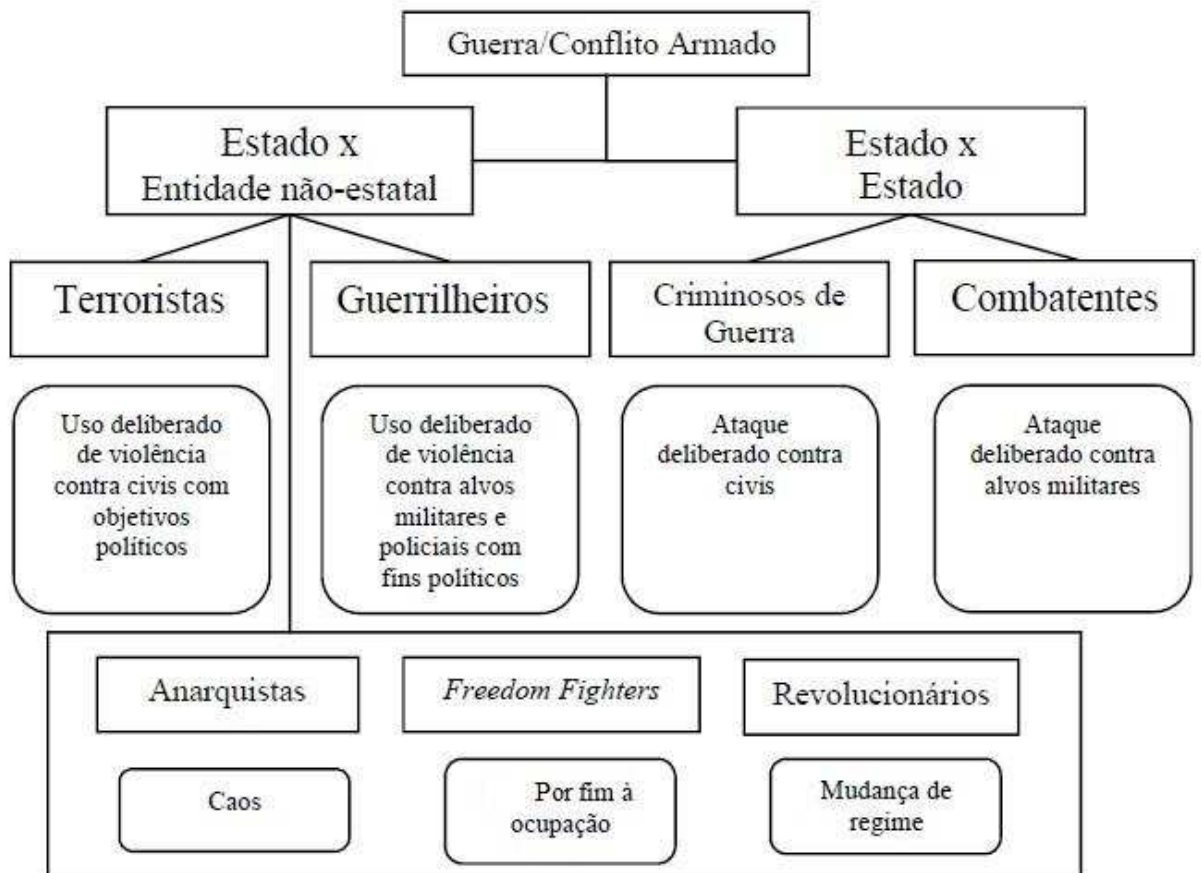 Guerra/Conflito Armado
Estado x
Entidade não-estatal
Estado x
Estado
Terroristas
Guerrilheiros
Criminosos de
Guerra
Combatentes
Uso deliberado
de violência
contra civis com
objetivos
políticos
Uso deliberado
de violência
contra alvos
militares e
policiais com
fins políticos
Ataque
deliberado contra
civis
Ataque
deliberado contra
alvos militares
Anarquistas
Freedom Fighters
Revolucionários
Caos
Por fim à
ocupação
Mudança de
regime